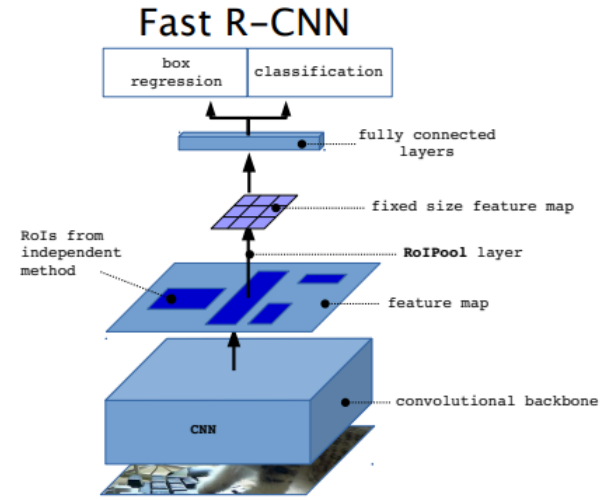 Fast R-CNN
box
regression
classification
fully connected
layers
fixed size feature map
RoIs from
independent
method
RoIPool layer
feature map
convolutional backbone
CNN